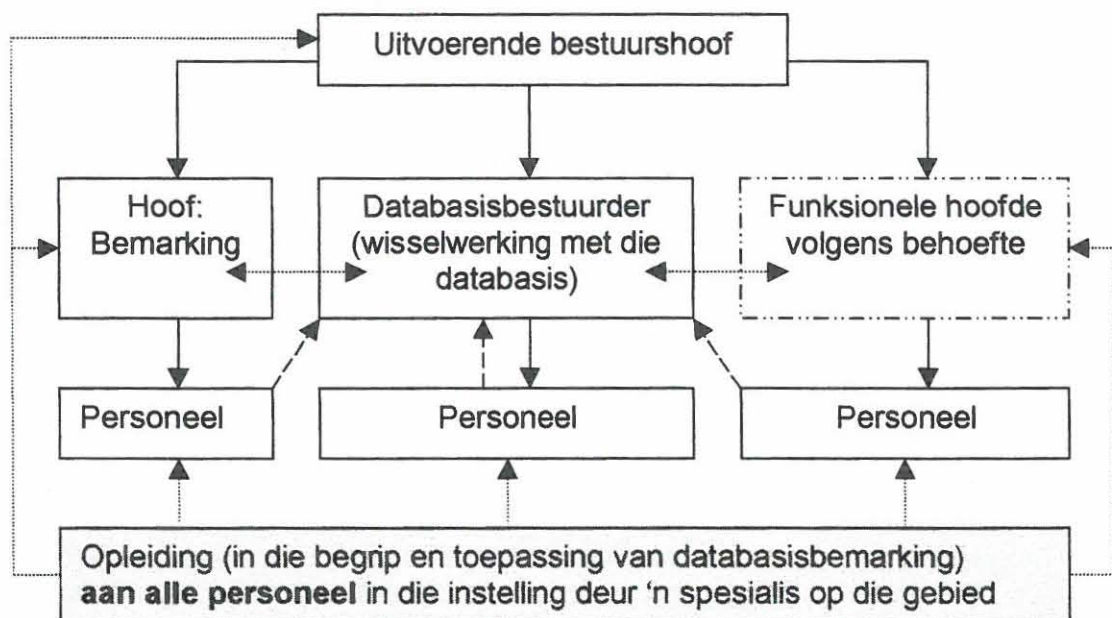 Uitvoerende bestuurshoof
Hoof:
Bemarking
Databasisbestuurder
(wisselwerking met die
databasis)
Funksionele hoofde
volgens behoefte
Personeel
Personeel
Personeel
Opleiding (in die begrip en toepassing van databasisbemarking)
aan alle personeel in die instelling deur 'n spesialis op die gebied